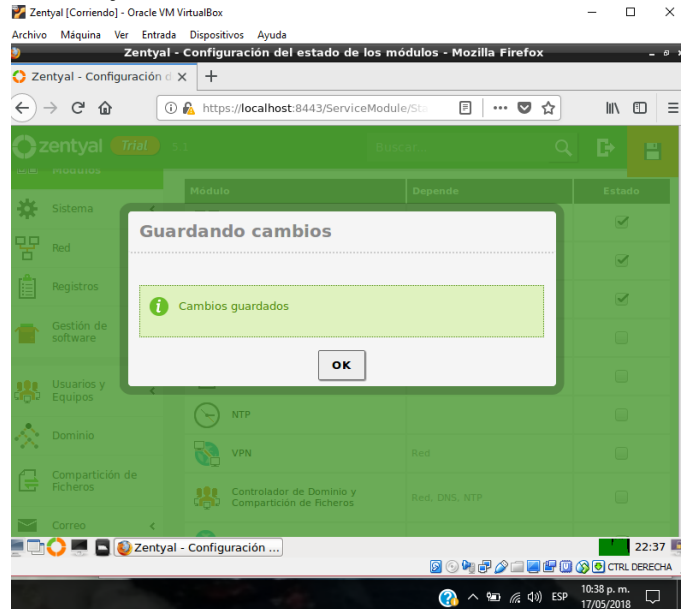 Zentyal [Corriendo] - Oracle VM VirtualBox
Archivo Máquina Ver Entrada Dispositivos Ayuda
Zentyal - Configuración del estado de los módulos - Mozilla Firefox
Zentyal - Configuración d
https://localhost:8443/ServiceModule/Sta
zentyal Trial 5.1 Buscar...
Módulos
Módulo Depende Estado
Sistema
Red
Registros
Gestión de
software
Usuarios y
Equipos
Dominio
Compartición de
Ficheros
Correo
Guardando cambios
Cambios guardados
OK
NTP
VPN Red
Controlador de Dominio y
Compartición de Ficheros Red, DNS, NTP
Zentyal - Configuración ...
22:37
CTRL DERECHA
ESP
10:38 p. m.
17/05/2018